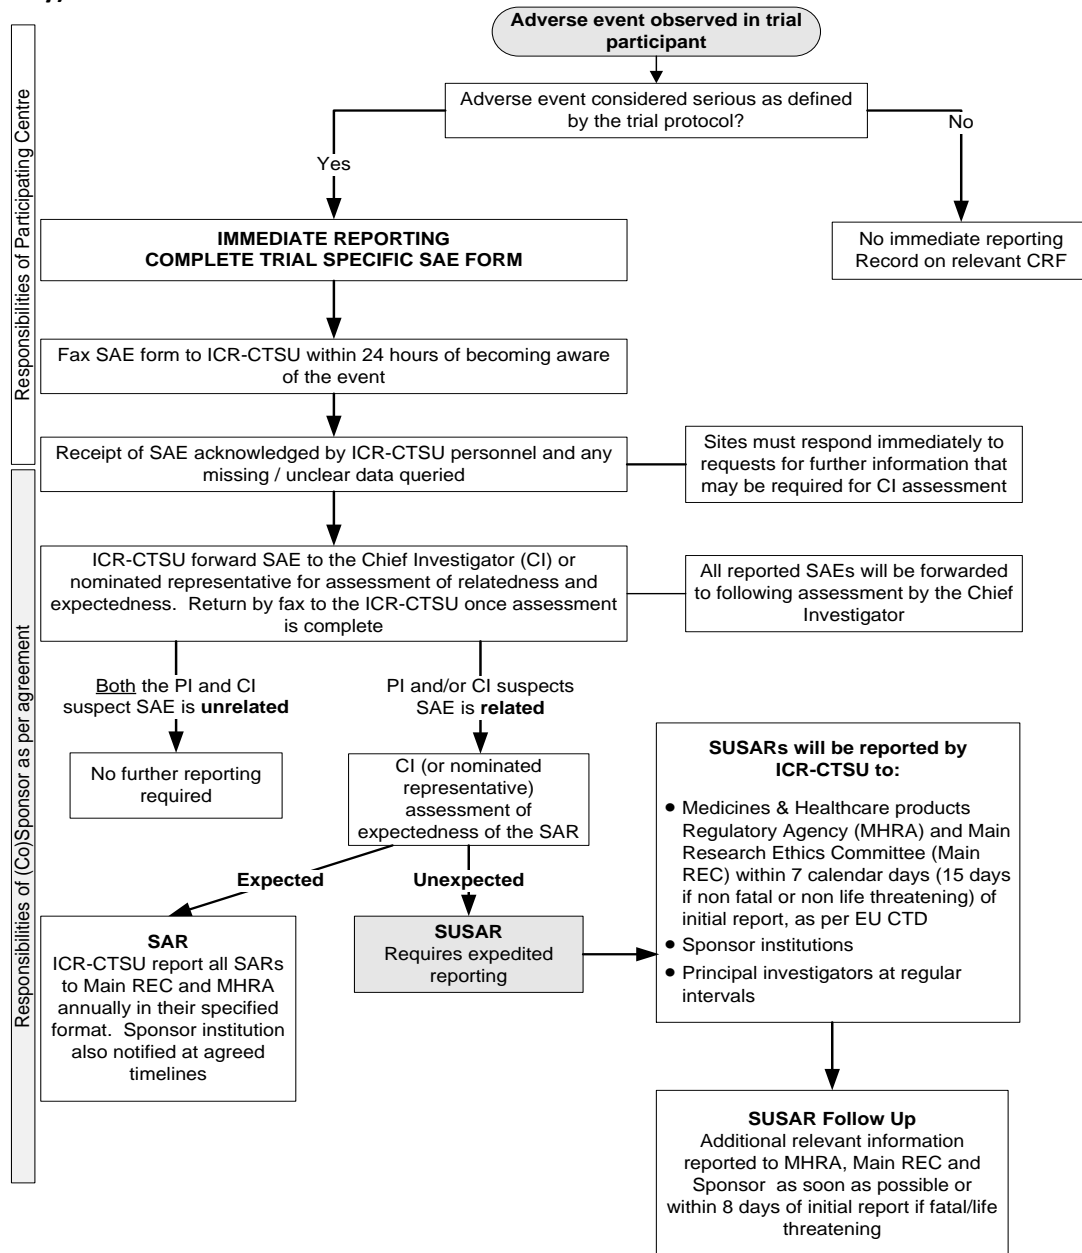 Adverse event observed in trial
participant
Adverse event considered serious as defined
by the trial protocol?
No
Yes
IMMEDIATE REPORTING
COMPLETE TRIAL SPECIFIC SAE FORM
No immediate reporting
Record on relevant CRF
Responsibilities of Participating Centre
Fax SAE form to ICR-CTSU within 24 hours of becoming aware
of the event
Receipt of SAE acknowledged by ICR-CTSU personnel and any
missing / unclear data queried
Sites must respond immediately to
requests for further information that
may be required for CI assessment
ICR-CTSU forward SAE to the Chief Investigator (CI) or
nominated representative for assessment of relatedness and
expectedness. Return by fax to the ICR-CTSU once assessment
is complete
All reported SAEs will be forwarded
to following assessment by the Chief
Investigator
Responsibilities of (Co)Sponsor as per agreement
Both the PI and CI
suspect SAE is unrelated
PI and/or CI suspects
SAE is related
No further reporting
required
CI (or nominated
representative)
assessment of
expectedness of the SAR
Expected
Unexpected
SAR
ICR-CTSU report all SARs
to Main REC and MHRA
annually in their specified
format. Sponsor institution
also notified at agreed
timelines
SUSAR
Requires expedited
reporting
SUSARs will be reported by
ICR-CTSU to:
• Medicines & Healthcare products
Regulatory Agency (MHRA) and Main
Research Ethics Committee (Main
REC) within 7 calendar days (15 days
if non fatal or non life threatening) of
initial report, as per EU CTD
• Sponsor institutions
• Principal investigators at regular
intervals
SUSAR Follow Up
Additional relevant information
reported to MHRA, Main REC and
Sponsor as soon as possible or
within 8 days of initial report if fatal/life
threatening